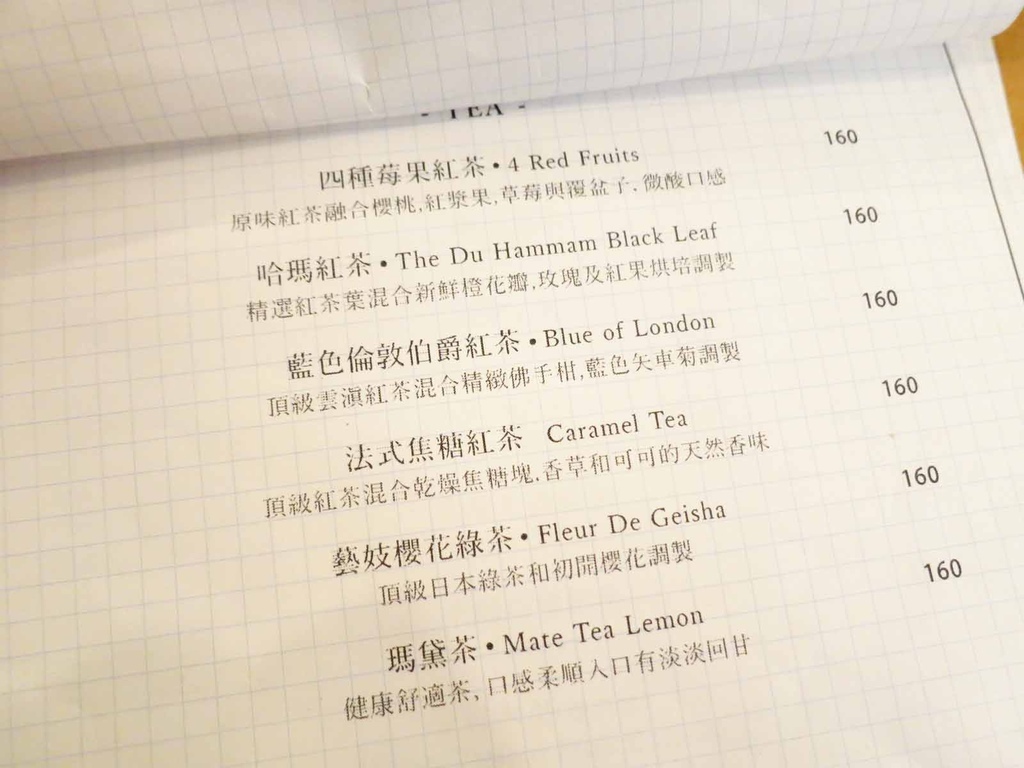 - TEA -
四種莓果紅茶•4 Red Fruits 160
原味紅茶融合櫻桃,紅漿果,草莓與覆盆子.微酸口感
哈瑪紅茶•The Du Hammam Black Leaf 160
精選紅茶葉混合新鮮橙花瓣,玫瑰及紅果烘培調製
藍色倫敦伯爵紅茶•Blue of London 160
頂級雲滇紅茶混合精緻佛手柑,藍色矢車菊調製
法式焦糖紅茶 Caramel Tea 160
頂級紅茶混合乾燥焦糖塊,香草和可可的天然香味
藝妓櫻花綠茶•Fleur De Geisha 160
頂級日本綠茶和初開櫻花調製
瑪黛茶•Mate Tea Lemon 160
健康舒適茶,口感柔順入口有淡淡回甘